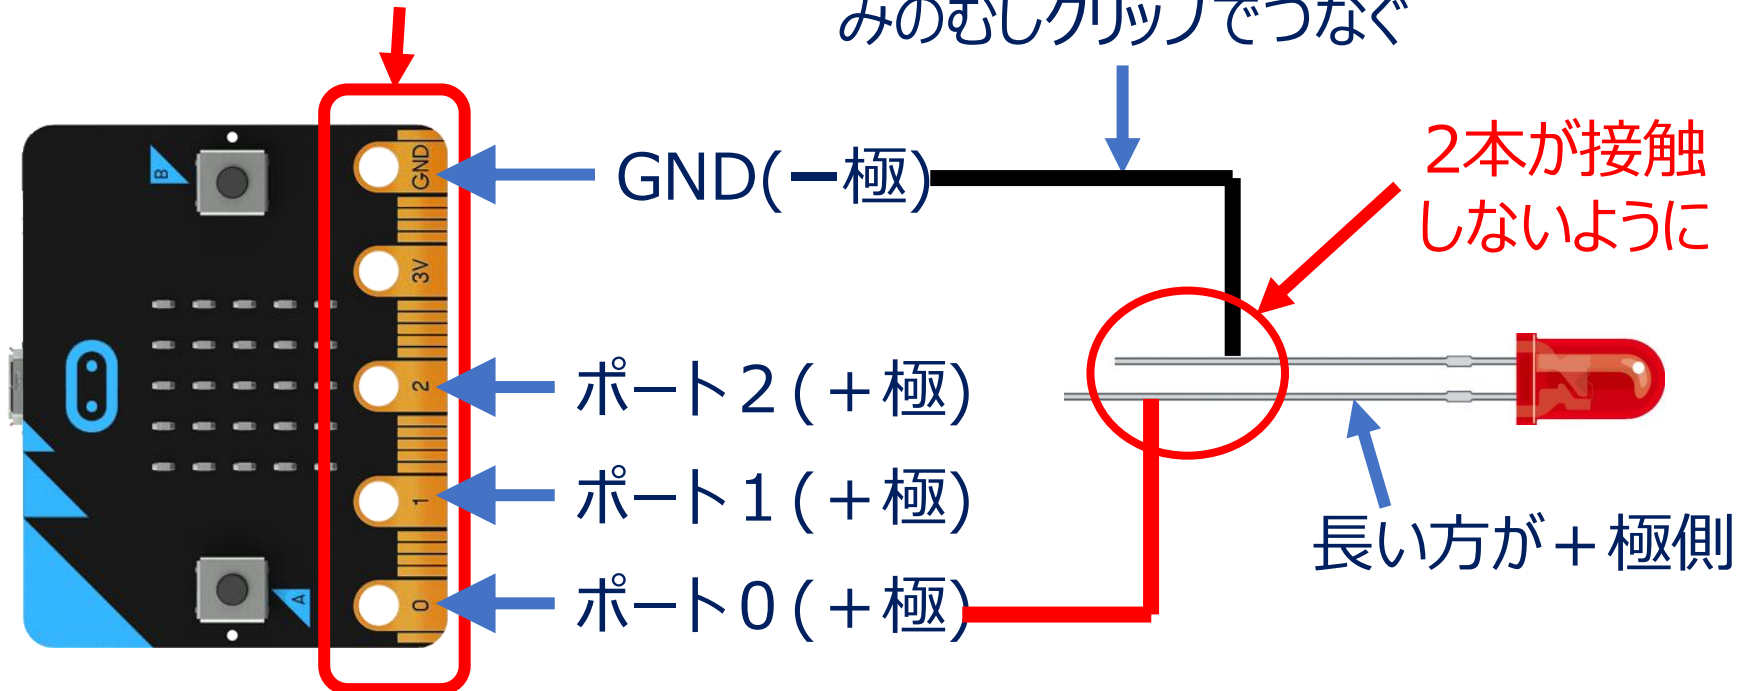 みのむしクリップでつなぐ
2本が接触
しないように
GND(ー極)
ポート2(+極)
ポート1(+極)
ポート0(+極)
長い方が+極側
B
A
GND
3V
2
1
0